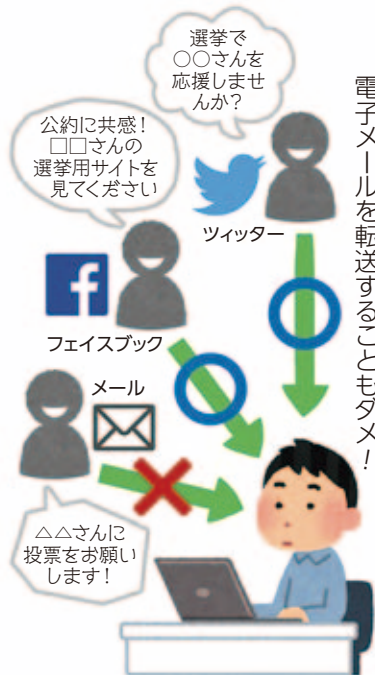 選挙で
○○さんを
応援しませ
んか?
電子メールを転送することもダメ!
公約に共感!
□□さんの
選挙用サイトを
見てください
ツィッター
f
フェイスブック
メール
△△さんに
投票をお願い
します!